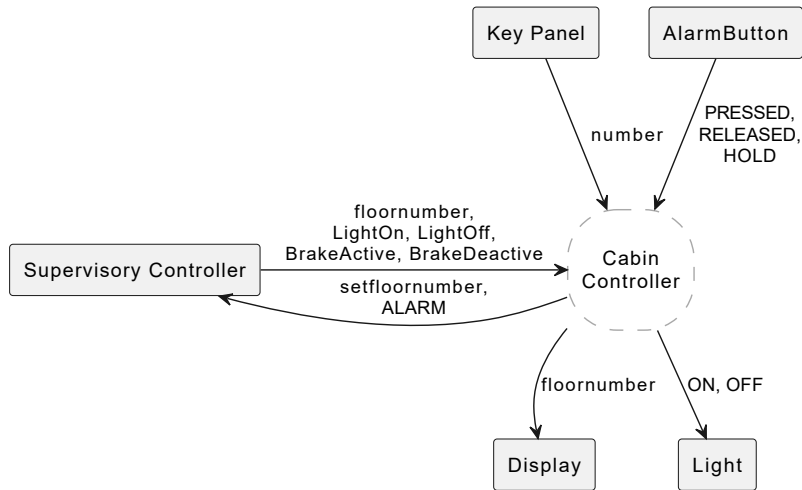 Key Panel
AlarmButton
number
PRESSED,
RELEASED,
HOLD
floornumber,
LightOn, LightOff,
BrakeActive, BrakeDeactive
Supervisory Controller
Cabin
Controller
setfloornumber,
ALARM
floornumber
ON, OFF
Display
Light